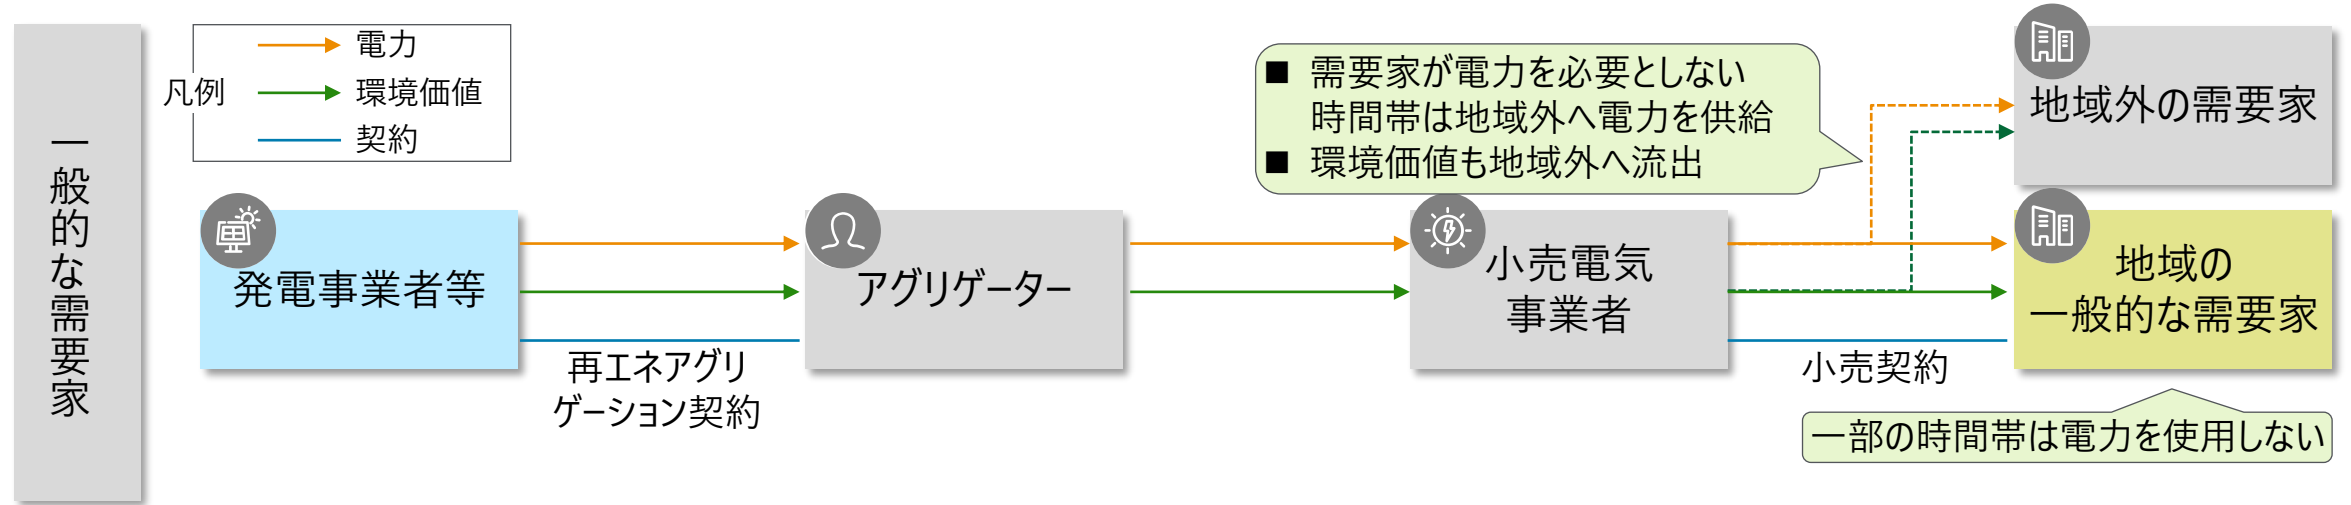 一般的な需要家
凡例
電力
環境価値
契約
■ 需要家が電力を必要としない
時間帯は地域外へ電力を供給
■ 環境価値も地域外へ流出
地域外の需要家
発電事業者等
アグリゲーター
小売電気
事業者
地域の
一般的な需要家
再エネアグリ
ゲーション契約
小売契約
一部の時間帯は電力を使用しない